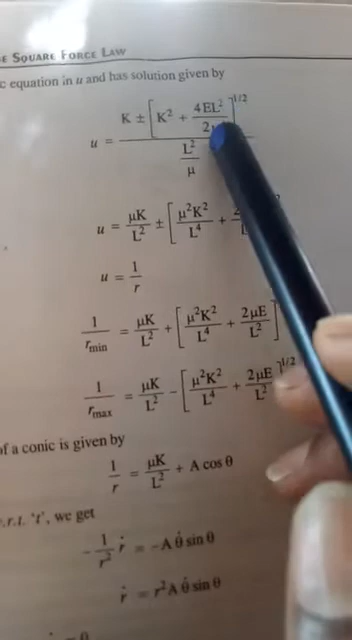 SQUARE FORCE LAW
equation in u and has solution given by
u = (K ± [K² + 4EL²/2]^1/2) / (L²/μ)
u = μK/L² ± [μ²K²/L⁴ +
u = 1/r
1/r_min = μK/L² + [μ²K²/L⁴ + 2μE/L²]
1/r_max = μK/L² - [μ²K²/L⁴ + 2μE/L²]^1/2
of a conic is given by
1/r = μK/L² + A cos θ
w.r.t. 't', we get
-1/r² ṙ = -A θ̇ sin θ
ṙ = r² A θ̇ sin θ